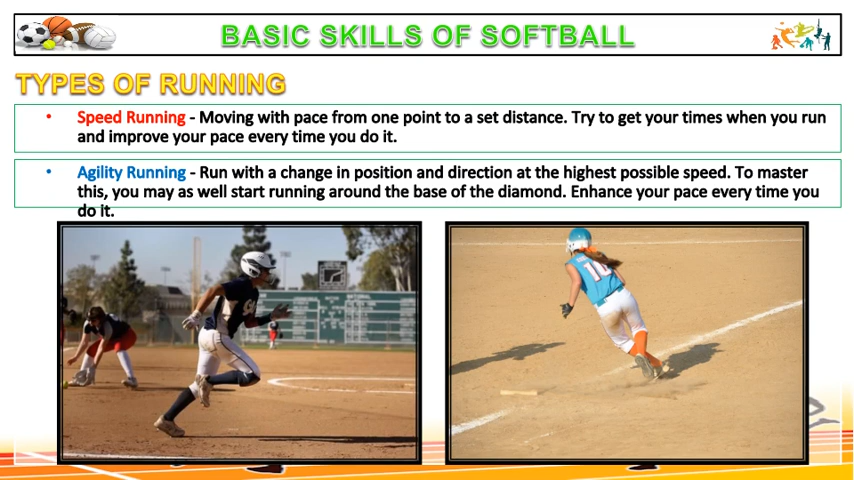 BASIC SKILLS OF SOFTBALL
TYPES OF RUNNING
• Speed Running - Moving with pace from one point to a set distance. Try to get your times when you run
and improve your pace every time you do it.
• Agility Running - Run with a change in position and direction at the highest possible speed. To master
this, you may as well start running around the base of the diamond. Enhance your pace every time you
do it.